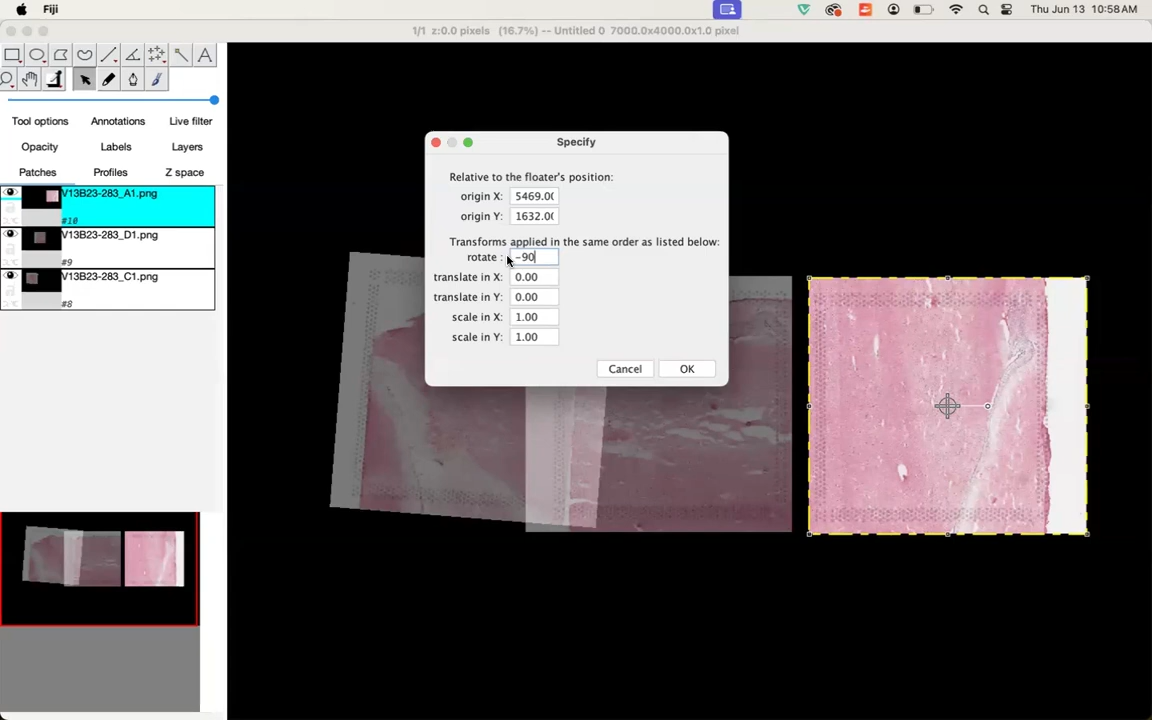 Fiji
Thu Jun 13 10:58 AM
1/1 z:0.0 pixels (16.7%) -- Untitled 0 7000.0x4000.0x1.0 pixel
Tool options Annotations Live filter
Opacity Labels Layers
Patches Profiles Z space
V13B23-283_A1.png
#10
V13B23-283_D1.png
#9
V13B23-283_C1.png
#8
Specify
Relative to the floater's position:
origin X: 5469.0
origin Y: 1632.0
Transforms applied in the same order as listed below:
rotate : -90
translate in X: 0.00
translate in Y: 0.00
scale in X: 1.00
scale in Y: 1.00
Cancel OK